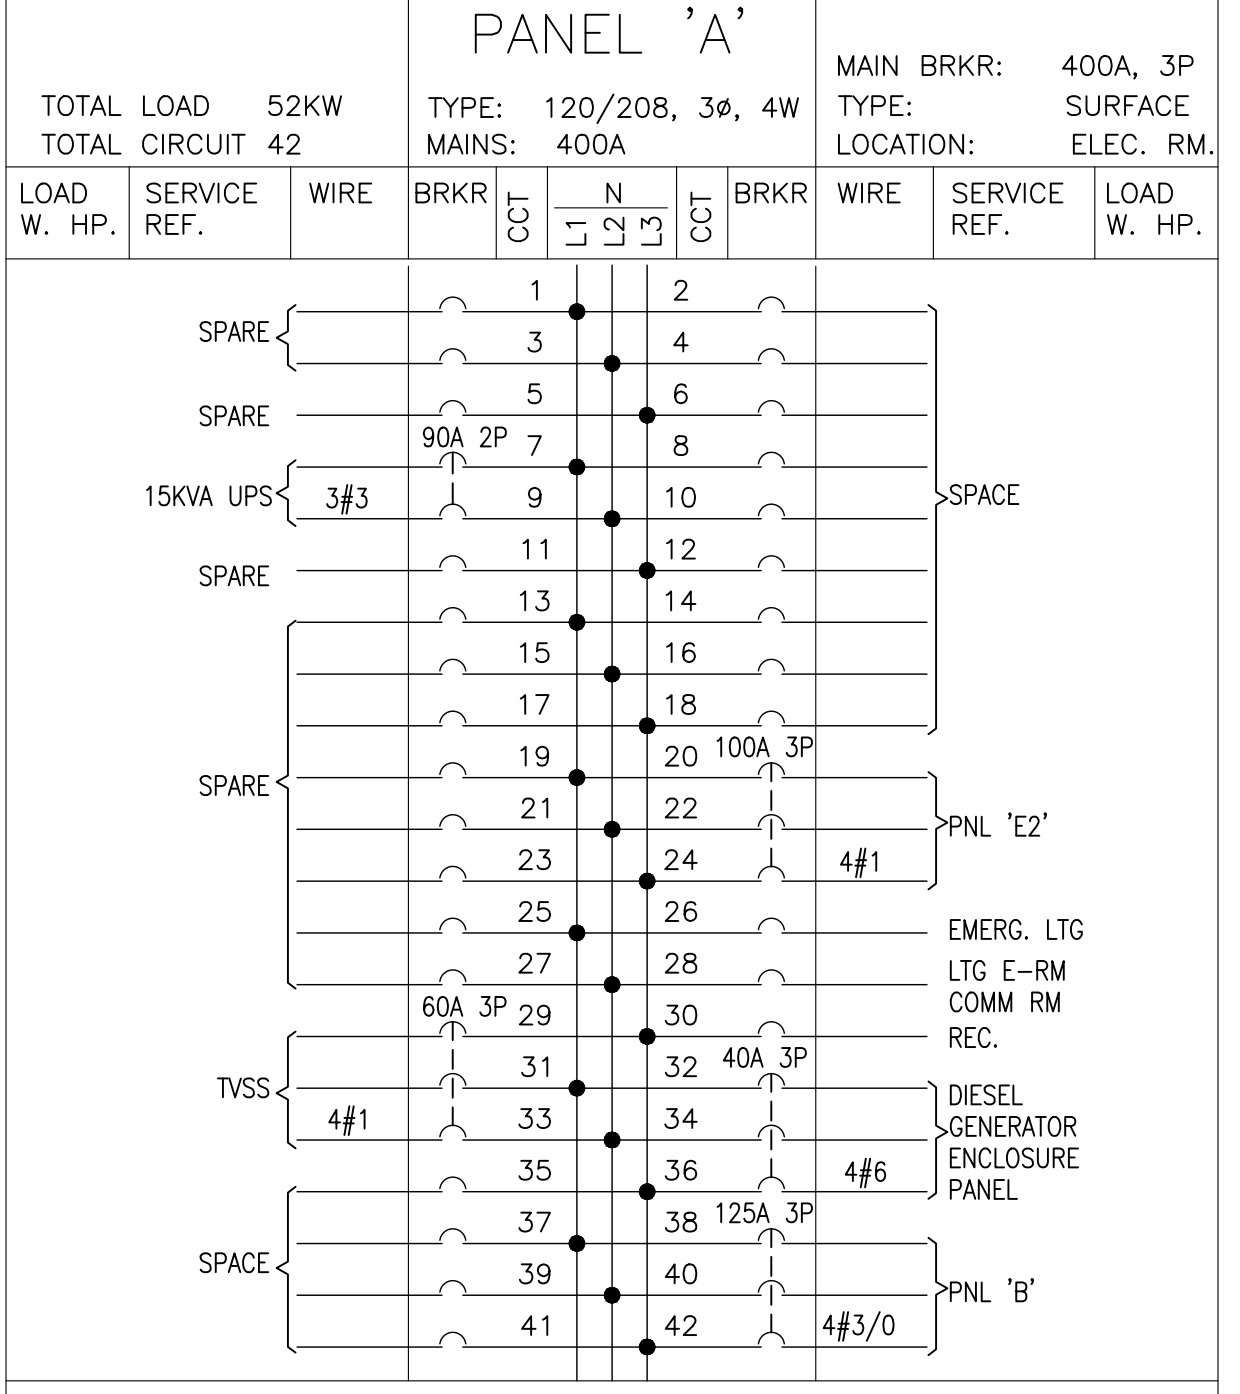 PANEL 'A'
TOTAL LOAD 52KW
TOTAL CIRCUIT 42
TYPE: 120/208, 3ø, 4W
MAINS: 400A
MAIN BRKR: 400A, 3P
TYPE: SURFACE
LOCATION: ELEC. RM.
LOAD W. HP.
SERVICE REF.
WIRE
BRKR
CCT
N
L1 L2 L3
CCT
BRKR
WIRE
SERVICE REF.
LOAD W. HP.
1 2
SPARE
3 4
5 6
SPARE
90A 2P 7 8
15KVA UPS 3#3 9 10 SPACE
11 12
SPARE
13 14
15 16
17 18
19 20 100A 3P
SPARE
21 22 PNL 'E2'
23 24 4#1
25 26 EMERG. LTG
27 28 LTG E-RM
COMM RM
60A 3P 29 30 REC.
31 32 40A 3P
TVSS DIESEL
4#1 33 34 GENERATOR
ENCLOSURE
35 36 4#6 PANEL
37 38 125A 3P
SPACE
39 40 PNL 'B'
41 42 4#3/0